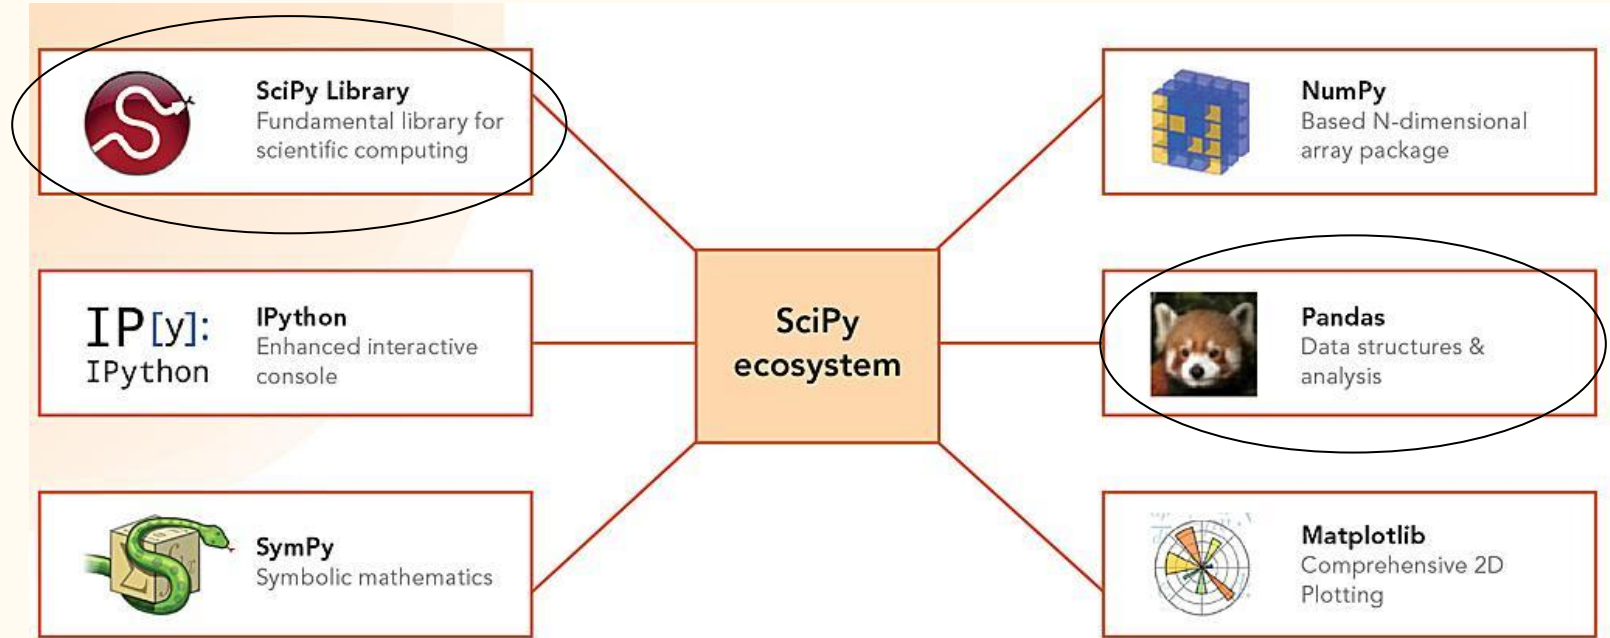 SciPy Library
Fundamental library for
scientific computing
IP[y]:
IPython
IPython
Enhanced interactive
console
SymPy
Symbolic mathematics
SciPy
ecosystem
NumPy
Based N-dimensional
array package
Pandas
Data structures &
analysis
Matplotlib
Comprehensive 2D
Plotting